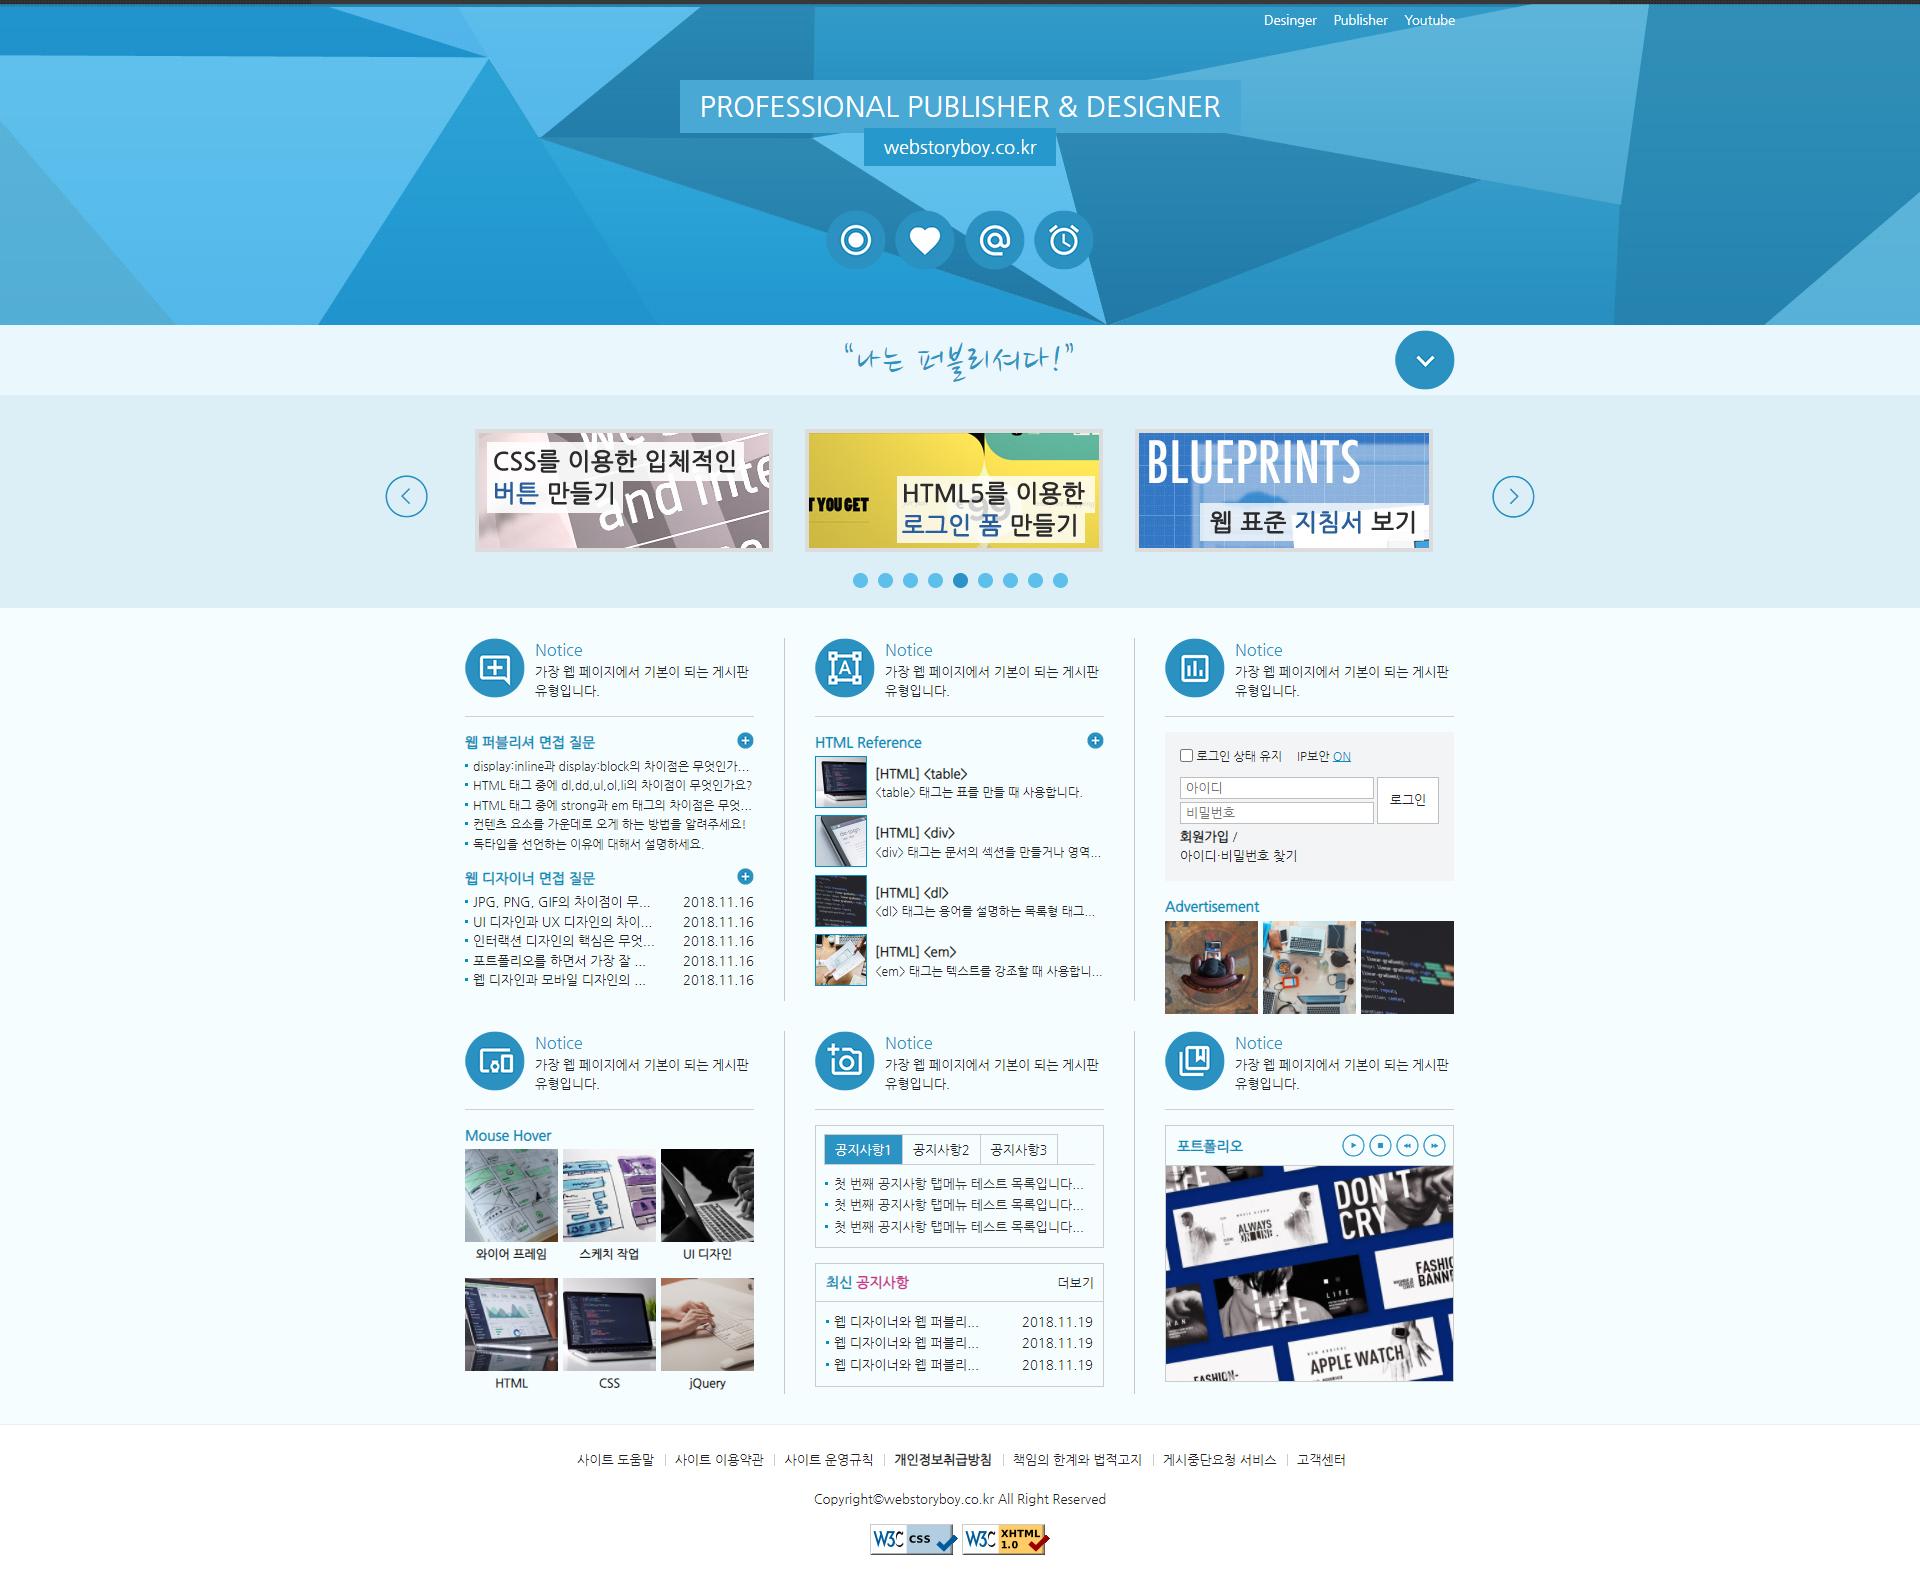 Desinger Publisher Youtube
PROFESSIONAL PUBLISHER & DESIGNER
webstoryboy.co.kr
“나는 퍼블리셔다!”
CSS를 이용한 입체적인
버튼 만들기
and inte
T YOU GET
HTML5를 이용한
로그인 폼 만들기
BLUEPRINTS
웹 표준 지침서 보기
Notice
가장 웹 페이지에서 기본이 되는 게시판
유형입니다.
웹 퍼블리셔 면접 질문
display:inline과 display:block의 차이점은 무엇인가...
HTML 태그 중에 dl,dd,ul,ol,li의 차이점이 무엇인가요?
HTML 태그 중에 strong과 em 태그의 차이점은 무엇...
컨텐츠 요소를 가운데로 오게 하는 방법을 알려주세요!
독타입을 선언하는 이유에 대해서 설명하세요.
웹 디자이너 면접 질문
JPG, PNG, GIF의 차이점이 무... 2018.11.16
UI 디자인과 UX 디자인의 차이... 2018.11.16
인터랙션 디자인의 핵심은 무엇... 2018.11.16
포트폴리오를 하면서 가장 잘 ... 2018.11.16
웹 디자인과 모바일 디자인의 ... 2018.11.16
Notice
가장 웹 페이지에서 기본이 되는 게시판
유형입니다.
HTML Reference
[HTML] <table>
<table> 태그는 표를 만들 때 사용합니다.
[HTML] <div>
<div> 태그는 문서의 섹션을 만들거나 영역...
[HTML] <dl>
<dl> 태그는 용어를 설명하는 목록형 태그...
[HTML] <em>
<em> 태그는 텍스트를 강조할 때 사용합니...
Notice
가장 웹 페이지에서 기본이 되는 게시판
유형입니다.
로그인 상태 유지 IP보안 ON
아이디
비밀번호
로그인
회원가입 /
아이디·비밀번호 찾기
Advertisement
Notice
가장 웹 페이지에서 기본이 되는 게시판
유형입니다.
Mouse Hover
와이어 프레임 스케치 작업 UI 디자인
HTML CSS jQuery
Notice
가장 웹 페이지에서 기본이 되는 게시판
유형입니다.
공지사항1 공지사항2 공지사항3
첫 번째 공지사항 탭메뉴 테스트 목록입니다...
첫 번째 공지사항 탭메뉴 테스트 목록입니다...
첫 번째 공지사항 탭메뉴 테스트 목록입니다...
최신 공지사항 더보기
웹 디자이너와 웹 퍼블리... 2018.11.19
웹 디자이너와 웹 퍼블리... 2018.11.19
웹 디자이너와 웹 퍼블리... 2018.11.19
Notice
가장 웹 페이지에서 기본이 되는 게시판
유형입니다.
포트폴리오
DON'T
CRY
ALWAYS
ON LINE.
FASHION
BANN
LIFE
LIFE
MAN
APPLE WATCH
FASHION-
사이트 도움말 사이트 이용약관 사이트 운영규칙 개인정보취급방침 책임의 한계와 법적고지 게시중단요청 서비스 고객센터
Copyright©webstoryboy.co.kr All Right Reserved
W3C CSS W3C XHTML 1.0